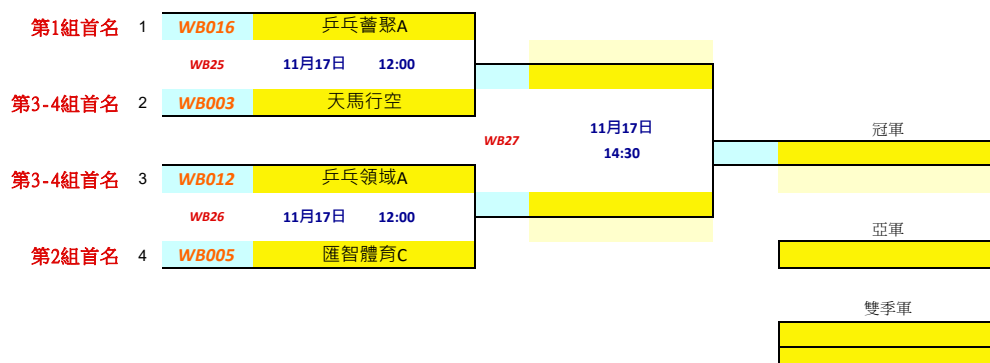 第1組首名 1 WB016 乒乓薈聚A
WB25 11月17日 12:00
第3-4組首名 2 WB003 天馬行空
WB27 11月17日
14:30
冠軍
第3-4組首名 3 WB012 乒乓領域A
WB26 11月17日 12:00
第2組首名 4 WB005 匯智體育C
亞軍
雙季軍